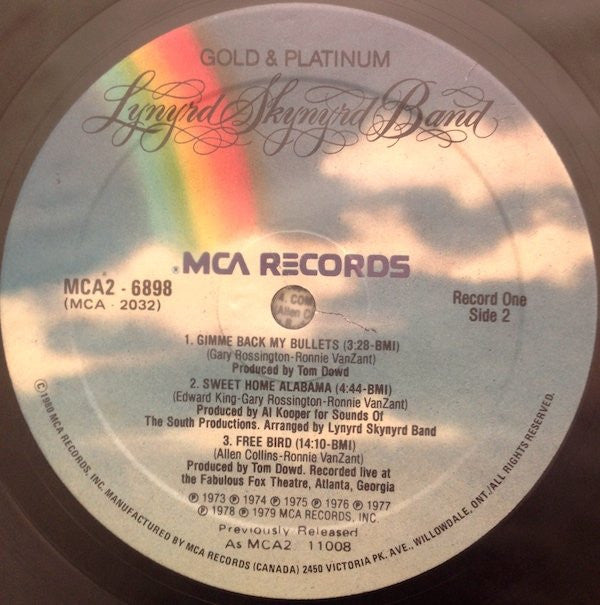 GOLD & PLATINUM
Lynyrd Skynyrd Band
®MCA RECORDS
MCA2 - 6898
(MCA - 2032)
Record One
Side 2
4. COM
(Allen C
1. GIMME BACK MY BULLETS (3:28-BMI)
(Gary Rossington-Ronnie VanZant)
Produced by Tom Dowd
2. SWEET HOME ALABAMA (4:44-BMI)
(Edward King-Gary Rossington-Ronnie VanZant)
Produced by Al Kooper for Sounds Of
The South Productions. Arranged by Lynyrd Skynyrd Band
3. FREE BIRD (14:10-BMI)
(Allen Collins-Ronnie VanZant)
Produced by Tom Dowd. Recorded live at
the Fabulous Fox Theatre, Atlanta, Georgia
℗ 1973 ℗ 1974 ℗ 1975 ℗ 1976 ℗ 1977
℗ 1978 ℗ 1979 MCA RECORDS, INC.
Previously Released
As MCA2 11008
©1980 MCA RECORDS, INC. MANUFACTURED BY MCA RECORDS (CANADA) 2450 VICTORIA PK. AVE., WILLOWDALE, ONT./ALL RIGHTS RESERVED.